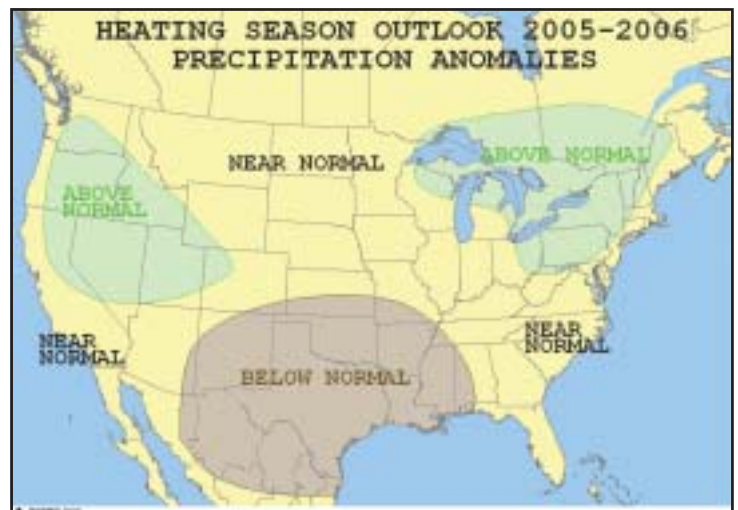 HEATING SEASON OUTLOOK 2005-2006
PRECIPITATION ANOMALIES
NEAR NORMAL
ABOVE NORMAL
ABOVE
NORMAL
NEAR
NORMAL
NEAR
NORMAL
BELOW NORMAL